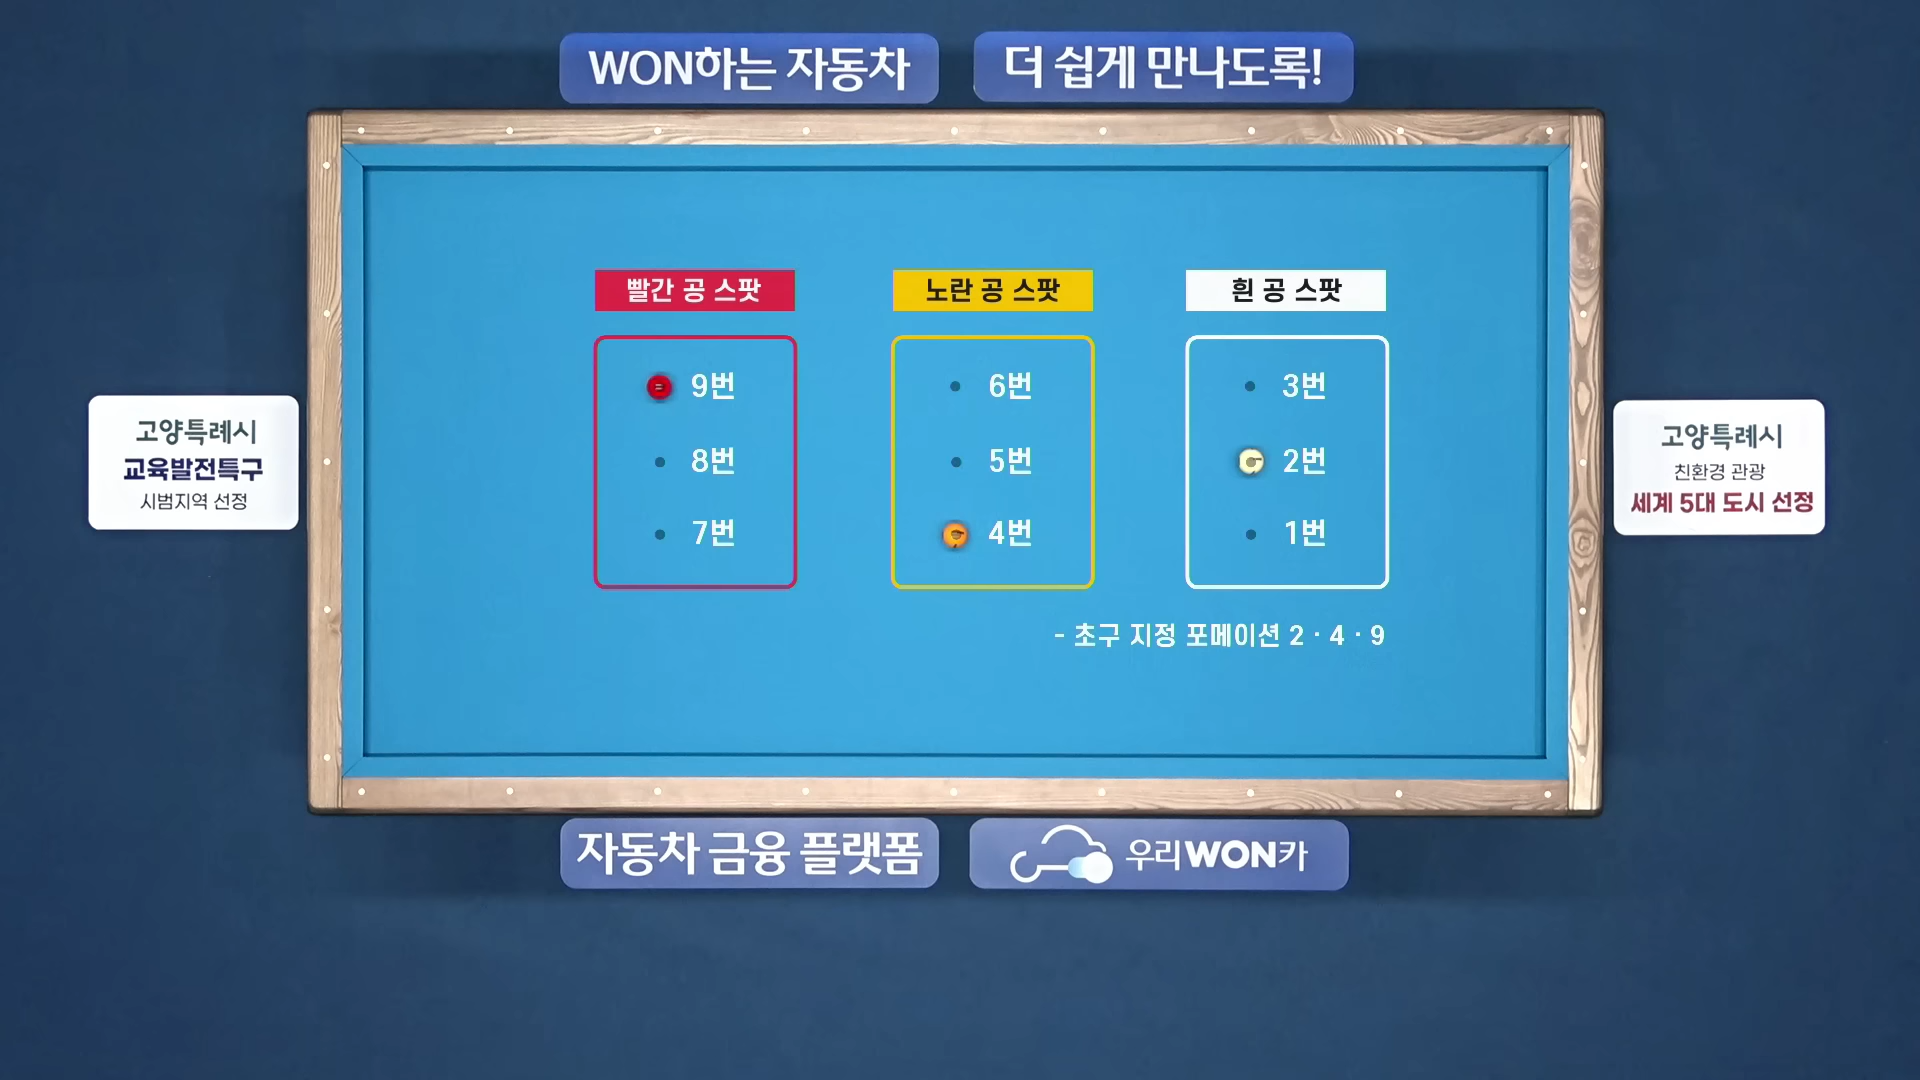 WON하는 자동차
더 쉽게 만나도록!
빨간 공 스팟
노란 공 스팟
흰 공 스팟
9번
6번
3번
8번
5번
2번
7번
4번
1번
- 초구 지정 포메이션 2 · 4 · 9
고양특례시
교육발전특구
시범지역 선정
고양특례시
친환경 관광
세계 5대 도시 선정
자동차 금융 플랫폼
우리WON카